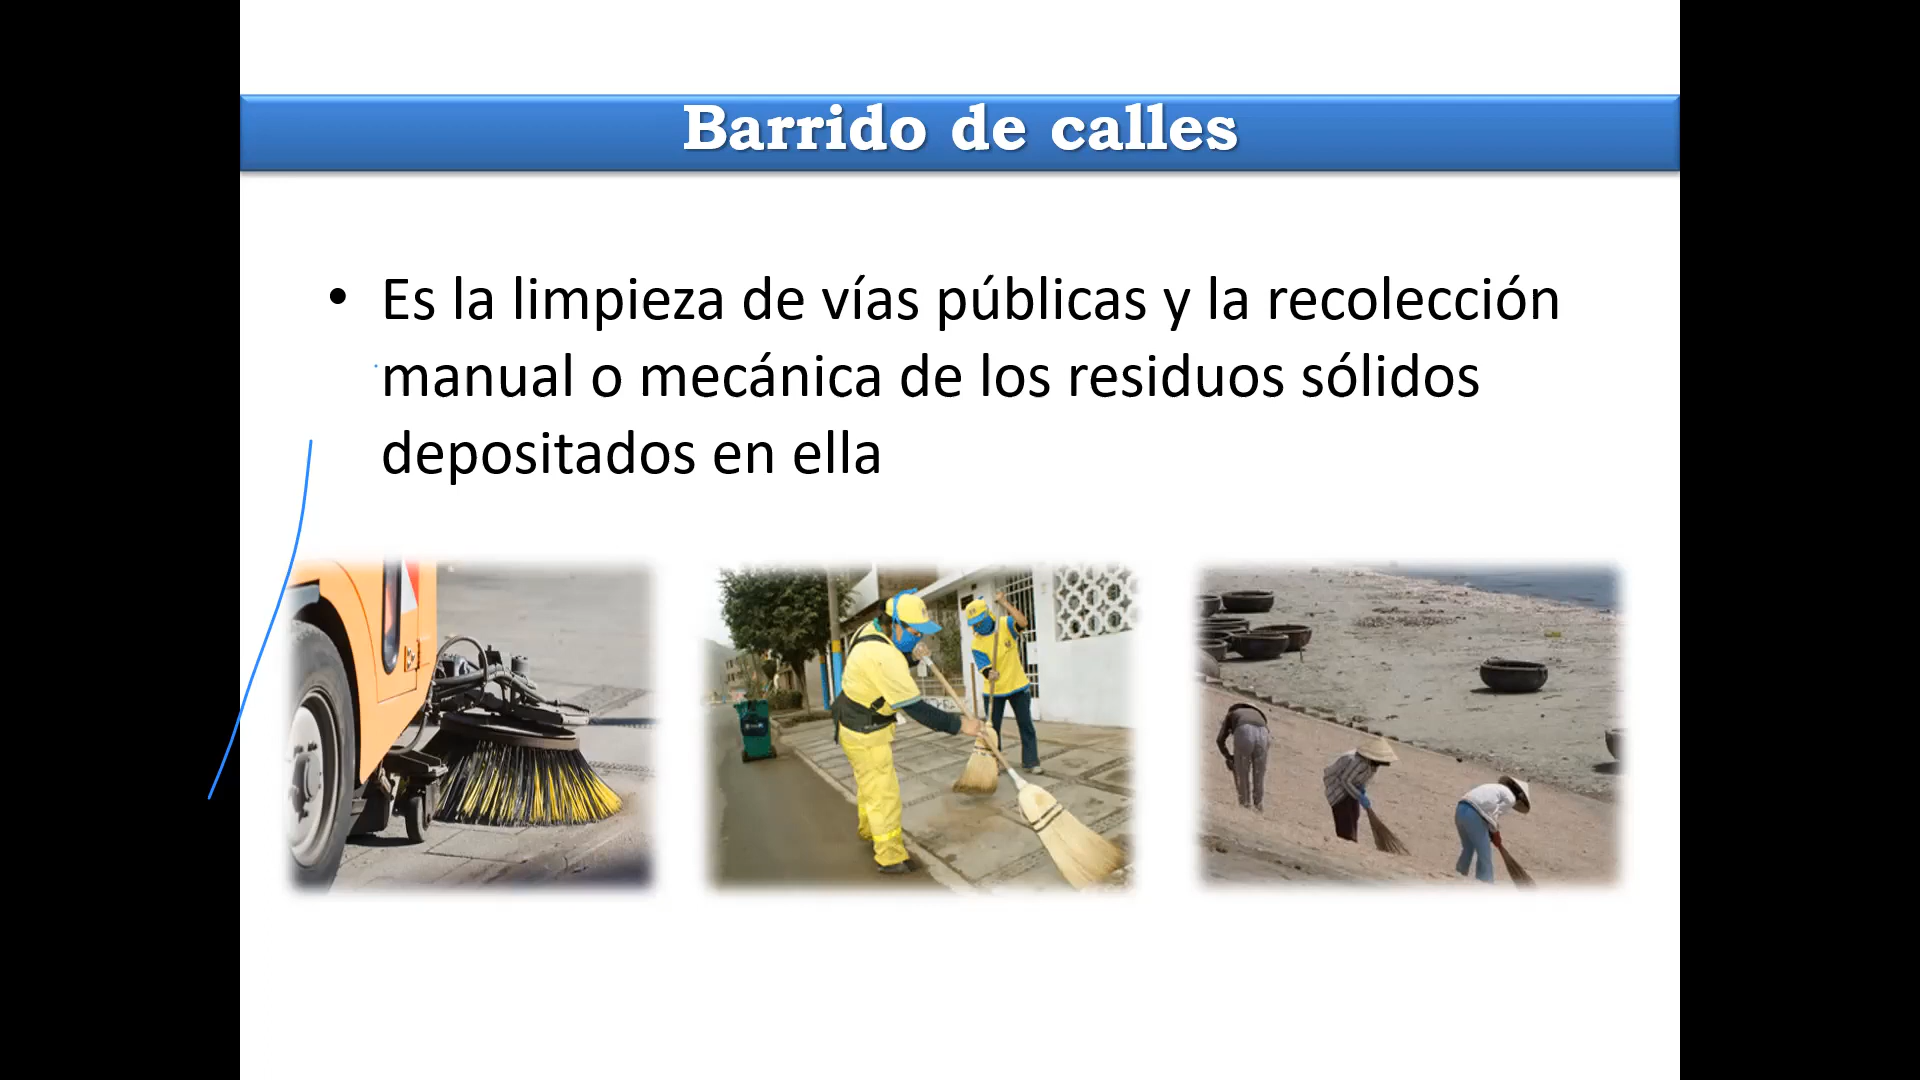 Barrido de calles
• Es la limpieza de vías públicas y la recolección
manual o mecánica de los residuos sólidos
depositados en ella